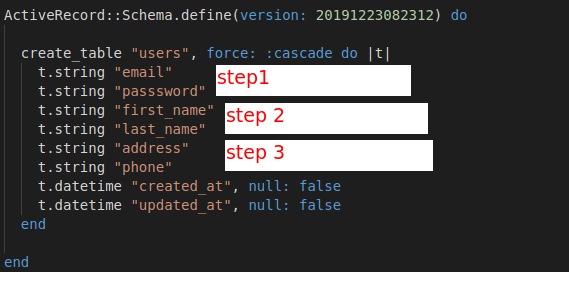 ActiveRecord::Schema.define(version: 20191223082312) do
create_table "users", force: :cascade do |t|
t.string "email"
step1
t.string "passsword"
t.string "first_name"
step 2
t.string "last_name"
t.string "address"
step 3
t.string "phone"
t.datetime "created_at", null: false
t.datetime "updated_at", null: false
end
end